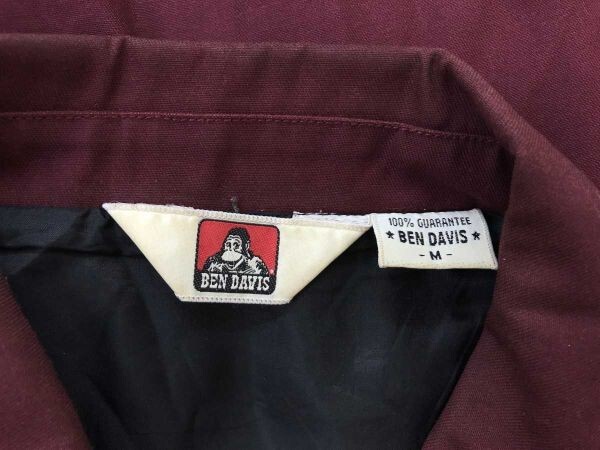 BEN DAVIS
100% GUARANTEE
★ BEN DAVIS ★
- M -